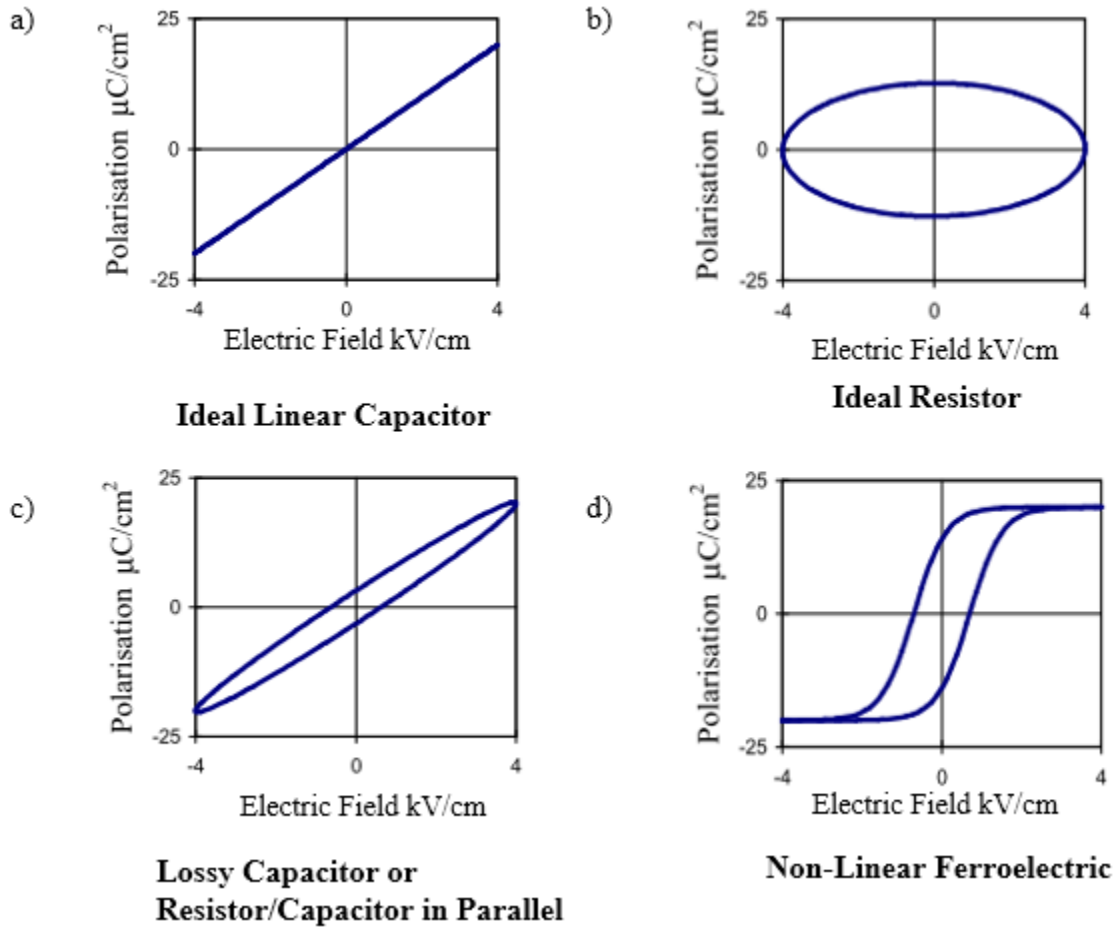 a)
Polarisation µC/cm²
25
0
-25
-4 0 4
Electric Field kV/cm
Ideal Linear Capacitor
b)
Polarisation µC/cm²
25
0
-25
-4 0 4
Electric Field kV/cm
Ideal Resistor
c)
Polarisation µC/cm²
25
0
-25
-4 0 4
Electric Field kV/cm
Lossy Capacitor or
Resistor/Capacitor in Parallel
d)
Polarisation µC/cm²
25
0
-25
-4 0 4
Electric Field kV/cm
Non-Linear Ferroelectric